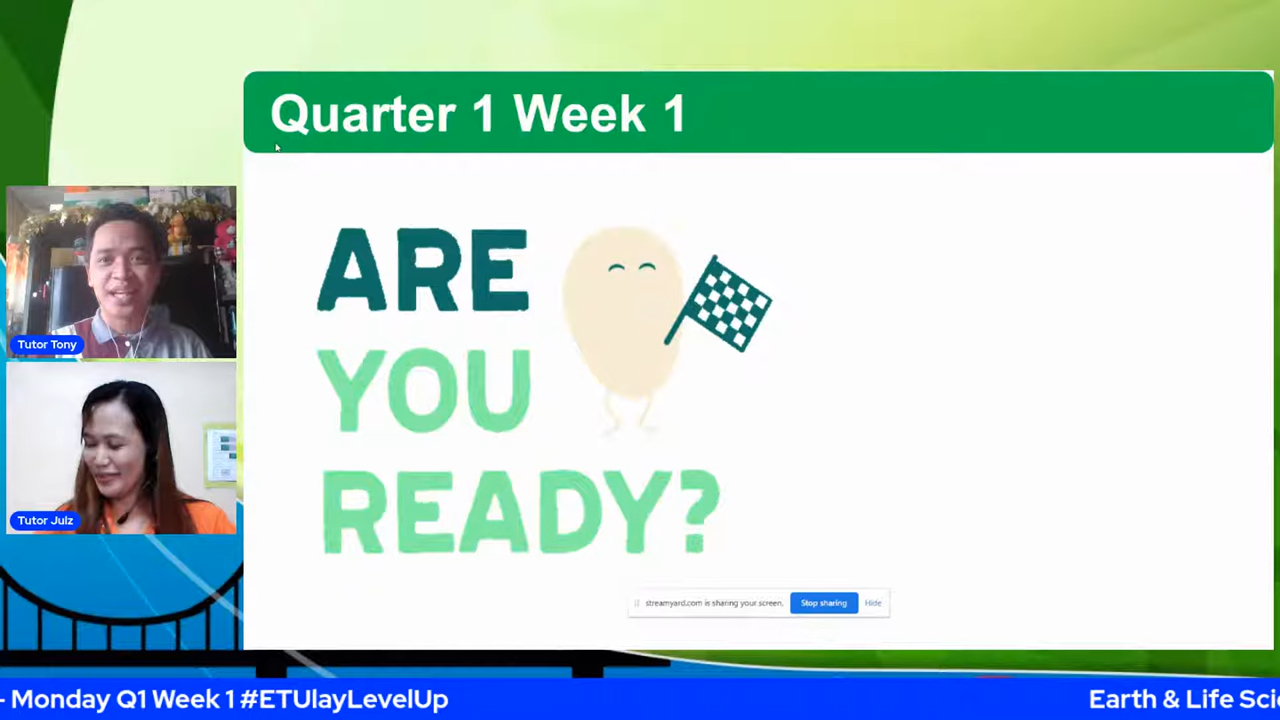 Quarter 1 Week 1
ARE
YOU
READY?
Tutor Tony
Tutor Julz
streamyard.com is sharing your screen.
Stop sharing
Hide
- Monday Q1 Week 1 #ETUlayLevelUp
Earth & Life Sci